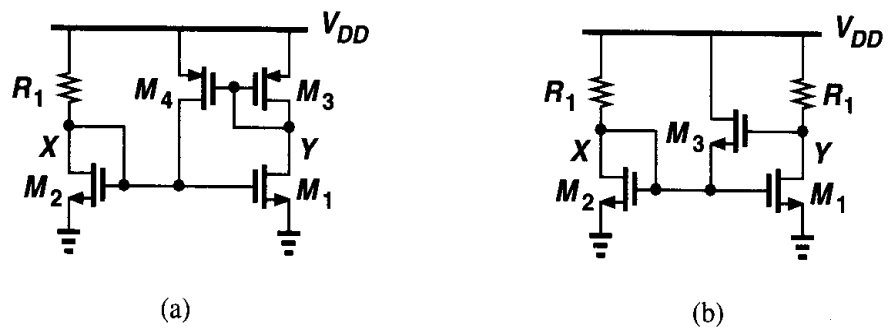 V_DD
R_1
M_4
M_3
X
Y
M_2
M_1
(a)
V_DD
R_1
M_3
R_1
X
Y
M_2
M_1
(b)